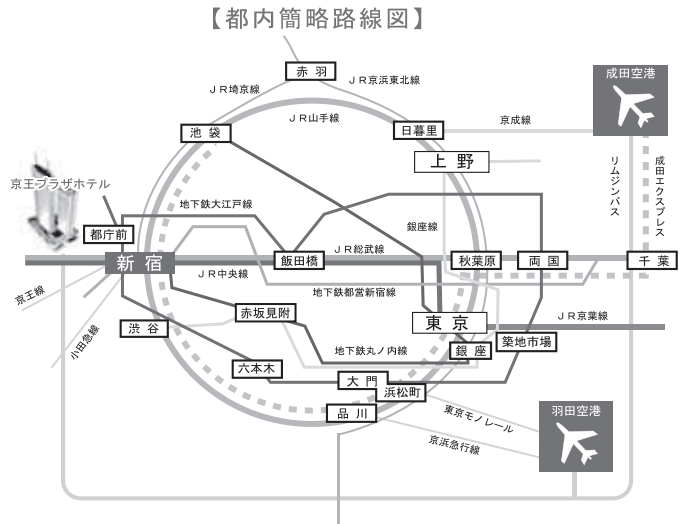 【都内簡略路線図】
赤羽
成田空港
JR埼京線
JR京浜東北線
JR山手線
京成線
池袋
日暮里
上野
リムジンバス
成田エクスプレス
京王プラザホテル
地下鉄大江戸線
銀座線
都庁前
新宿
JR総武線
飯田橋
秋葉原
両国
千葉
JR中央線
地下鉄都営新宿線
京王線
小田急線
渋谷
赤坂見附
東京
JR京葉線
地下鉄丸ノ内線
銀座
築地市場
六本木
大門
浜松町
品川
東京モノレール
京浜急行線
羽田空港